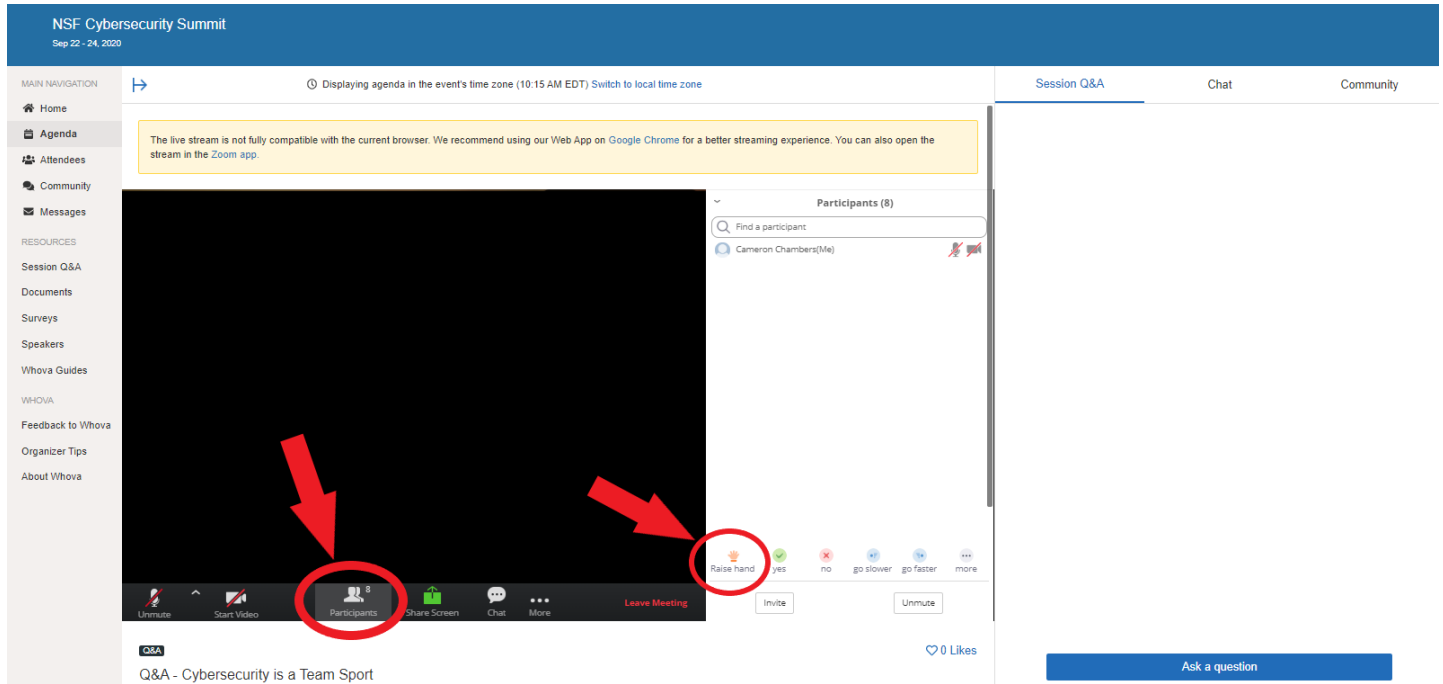 NSF Cybersecurity Summit
Sep 22 - 24, 2020
MAIN NAVIGATION
Home
Agenda
Attendees
Community
Messages
RESOURCES
Session Q&A
Documents
Surveys
Speakers
Whova Guides
WHOVA
Feedback to Whova
Organizer Tips
About Whova
Displaying agenda in the event's time zone (10:15 AM EDT) Switch to local time zone
The live stream is not fully compatible with the current browser. We recommend using our Web App on Google Chrome for a better streaming experience. You can also open the
stream in the Zoom app.
Participants (8)
Find a participant
Cameron Chambers(Me)
Raise hand yes no go slower go faster more
Invite Unmute
Unmute Start Video Participants 8 Share Screen Chat More Leave Meeting
Q&A
0 Likes
Q&A - Cybersecurity is a Team Sport
Session Q&A Chat Community
Ask a question